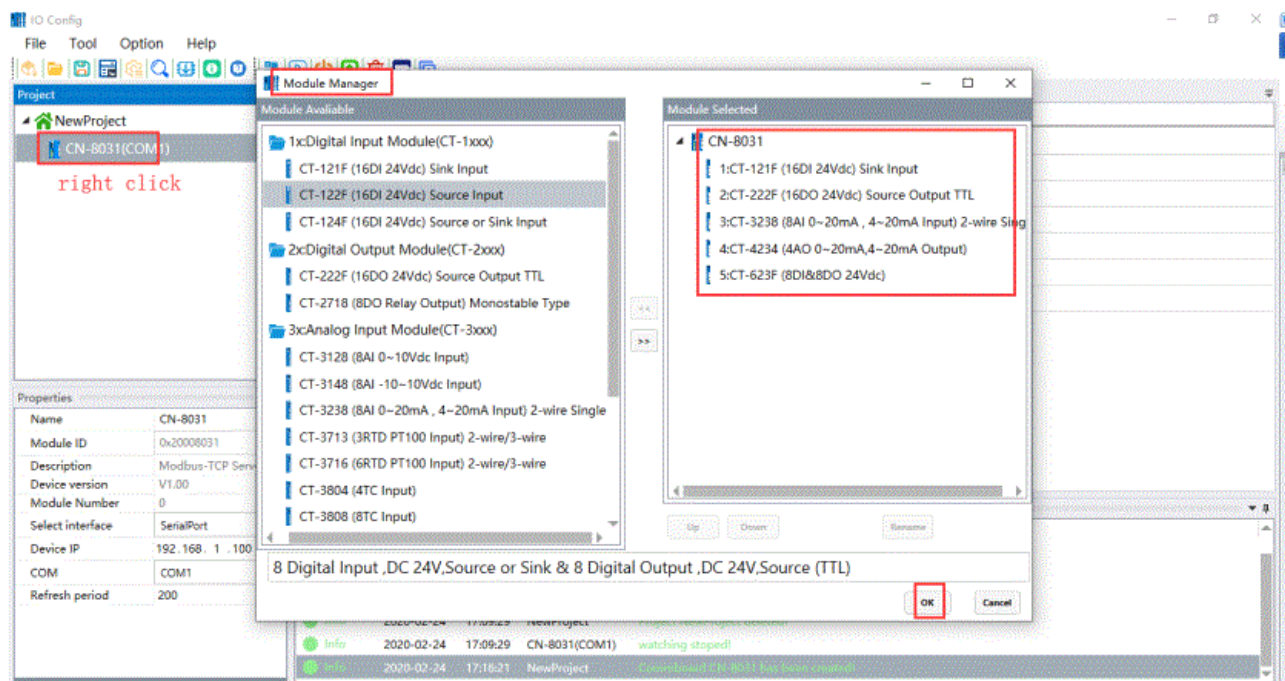 IO Config
File Tool Option Help
Project
NewProject
CN-8031(COM1)
right click
Properties
Name CN-8031
Module ID 0x20008031
Description Modbus-TCP Serv
Device version V1.00
Module Number 0
Select interface SerialPort
Device IP 192.168. 1 .100
COM COM1
Refresh period 200
Module Manager
Module Avaliable
1x:Digital Input Module(CT-1xxx)
CT-121F (16DI 24Vdc) Sink Input
CT-122F (16DI 24Vdc) Source Input
CT-124F (16DI 24Vdc) Source or Sink Input
2x:Digital Output Module(CT-2xxx)
CT-222F (16DO 24Vdc) Source Output TTL
CT-2718 (8DO Relay Output) Monostable Type
3x:Analog Input Module(CT-3xxx)
CT-3128 (8AI 0~10Vdc Input)
CT-3148 (8AI -10~10Vdc Input)
CT-3238 (8AI 0~20mA , 4~20mA Input) 2-wire Single
CT-3713 (3RTD PT100 Input) 2-wire/3-wire
CT-3716 (6RTD PT100 Input) 2-wire/3-wire
CT-3804 (4TC Input)
CT-3808 (8TC Input)
<<
>>
Module Selected
CN-8031
1:CT-121F (16DI 24Vdc) Sink Input
2:CT-222F (16DO 24Vdc) Source Output TTL
3:CT-3238 (8AI 0~20mA , 4~20mA Input) 2-wire Sing
4:CT-4234 (4AO 0~20mA,4~20mA Output)
5:CT-623F (8DI&8DO 24Vdc)
Up Down Rename
8 Digital Input ,DC 24V,Source or Sink & 8 Digital Output ,DC 24V,Source (TTL)
OK Cancel
Info 2020-02-24 17:09:29 NewProject Project NewProject deleted!
Info 2020-02-24 17:09:29 CN-8031(COM1) watching stoped!
Info 2020-02-24 17:16:21 NewProject CN-8031 has been created!